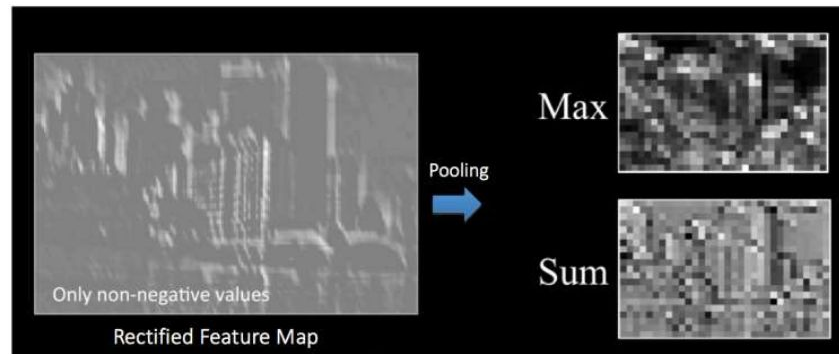 Only non-negative values
Rectified Feature Map
Pooling
Max
Sum